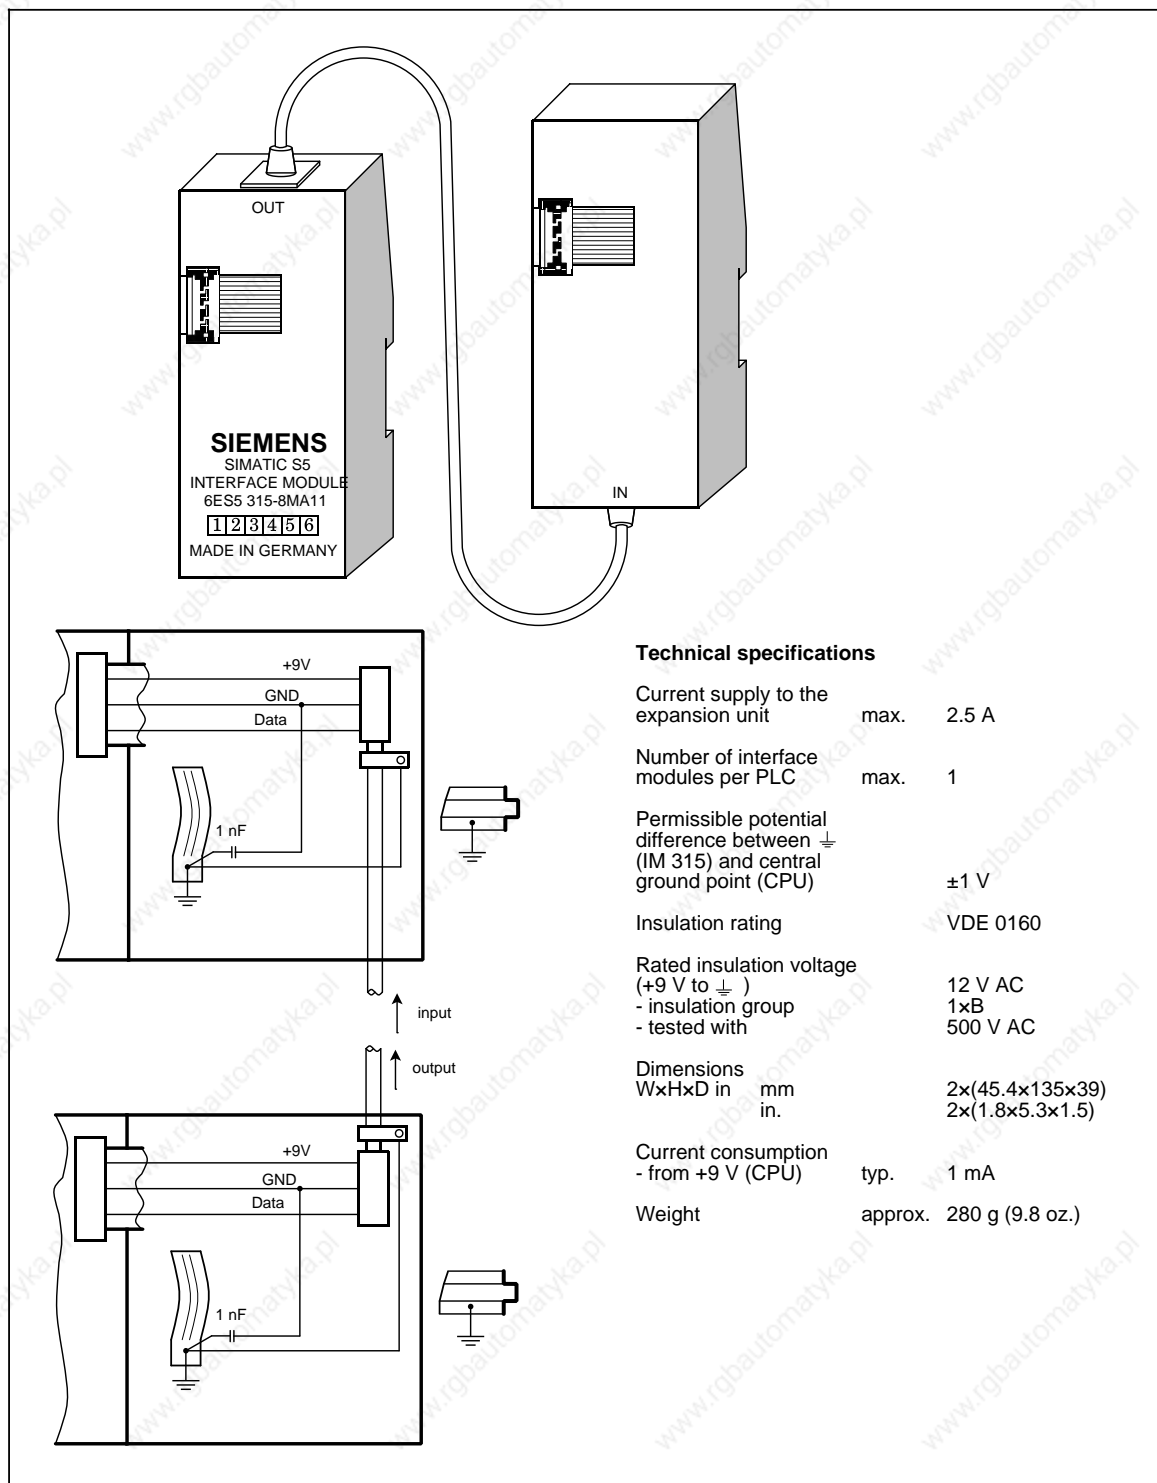 OUT
SIEMENS
SIMATIC S5
INTERFACE MODULE
6ES5 315-8MA11
1 2 3 4 5 6
MADE IN GERMANY
IN
+9V
GND
Data
1 nF
input
output
+9V
GND
Data
1 nF
Technical specifications
Current supply to the
expansion unit max. 2.5 A
Number of interface
modules per PLC max. 1
Permissible potential
difference between ⏚
(IM 315) and central
ground point (CPU) ±1 V
Insulation rating VDE 0160
Rated insulation voltage
(+9 V to ⏚ ) 12 V AC
- insulation group 1×B
- tested with 500 V AC
Dimensions
W×H×D in mm 2×(45.4×135×39)
in. 2×(1.8×5.3×1.5)
Current consumption
- from +9 V (CPU) typ. 1 mA
Weight approx. 280 g (9.8 oz.)
www.rgbautomatyka.pl